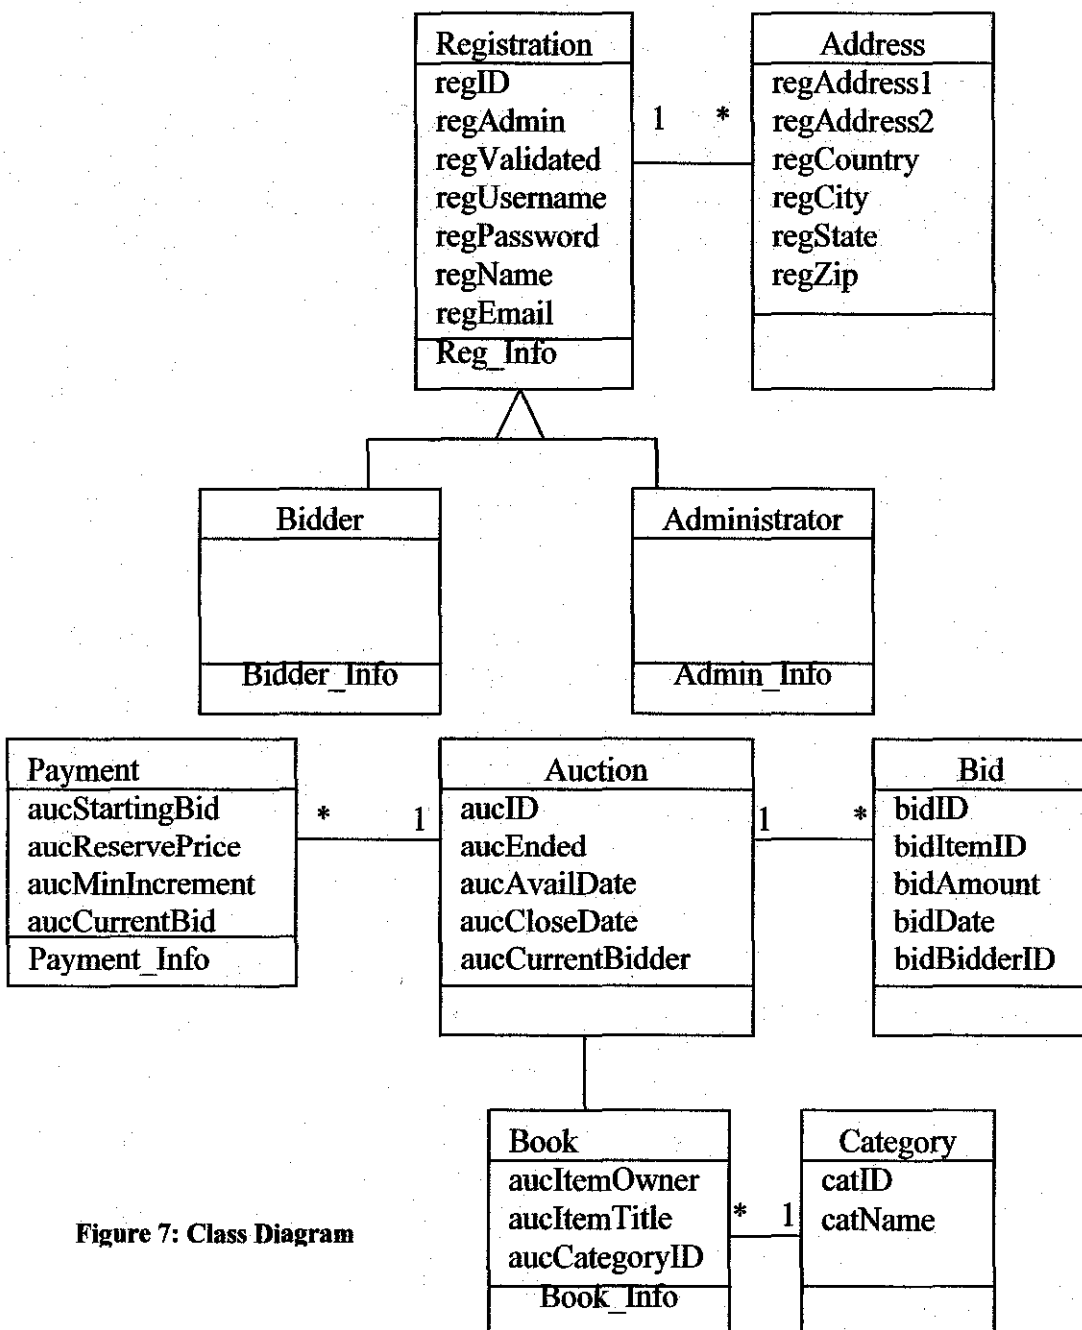 Registration
regID
regAdmin
regValidated
regUsername
regPassword
regName
regEmail
Reg_Info
1 *
Address
regAddress1
regAddress2
regCountry
regCity
regState
regZip
Bidder
Bidder_Info
Administrator
Admin_Info
Payment
aucStartingBid
aucReservePrice
aucMinIncrement
aucCurrentBid
Payment_Info
* 1
Auction
aucID
aucEnded
aucAvailDate
aucCloseDate
aucCurrentBidder
1 *
Bid
bidID
bidItemID
bidAmount
bidDate
bidBidderID
Book
aucItemOwner
aucItemTitle
aucCategoryID
Book_Info
* 1
Category
catID
catName
Figure 7: Class Diagram